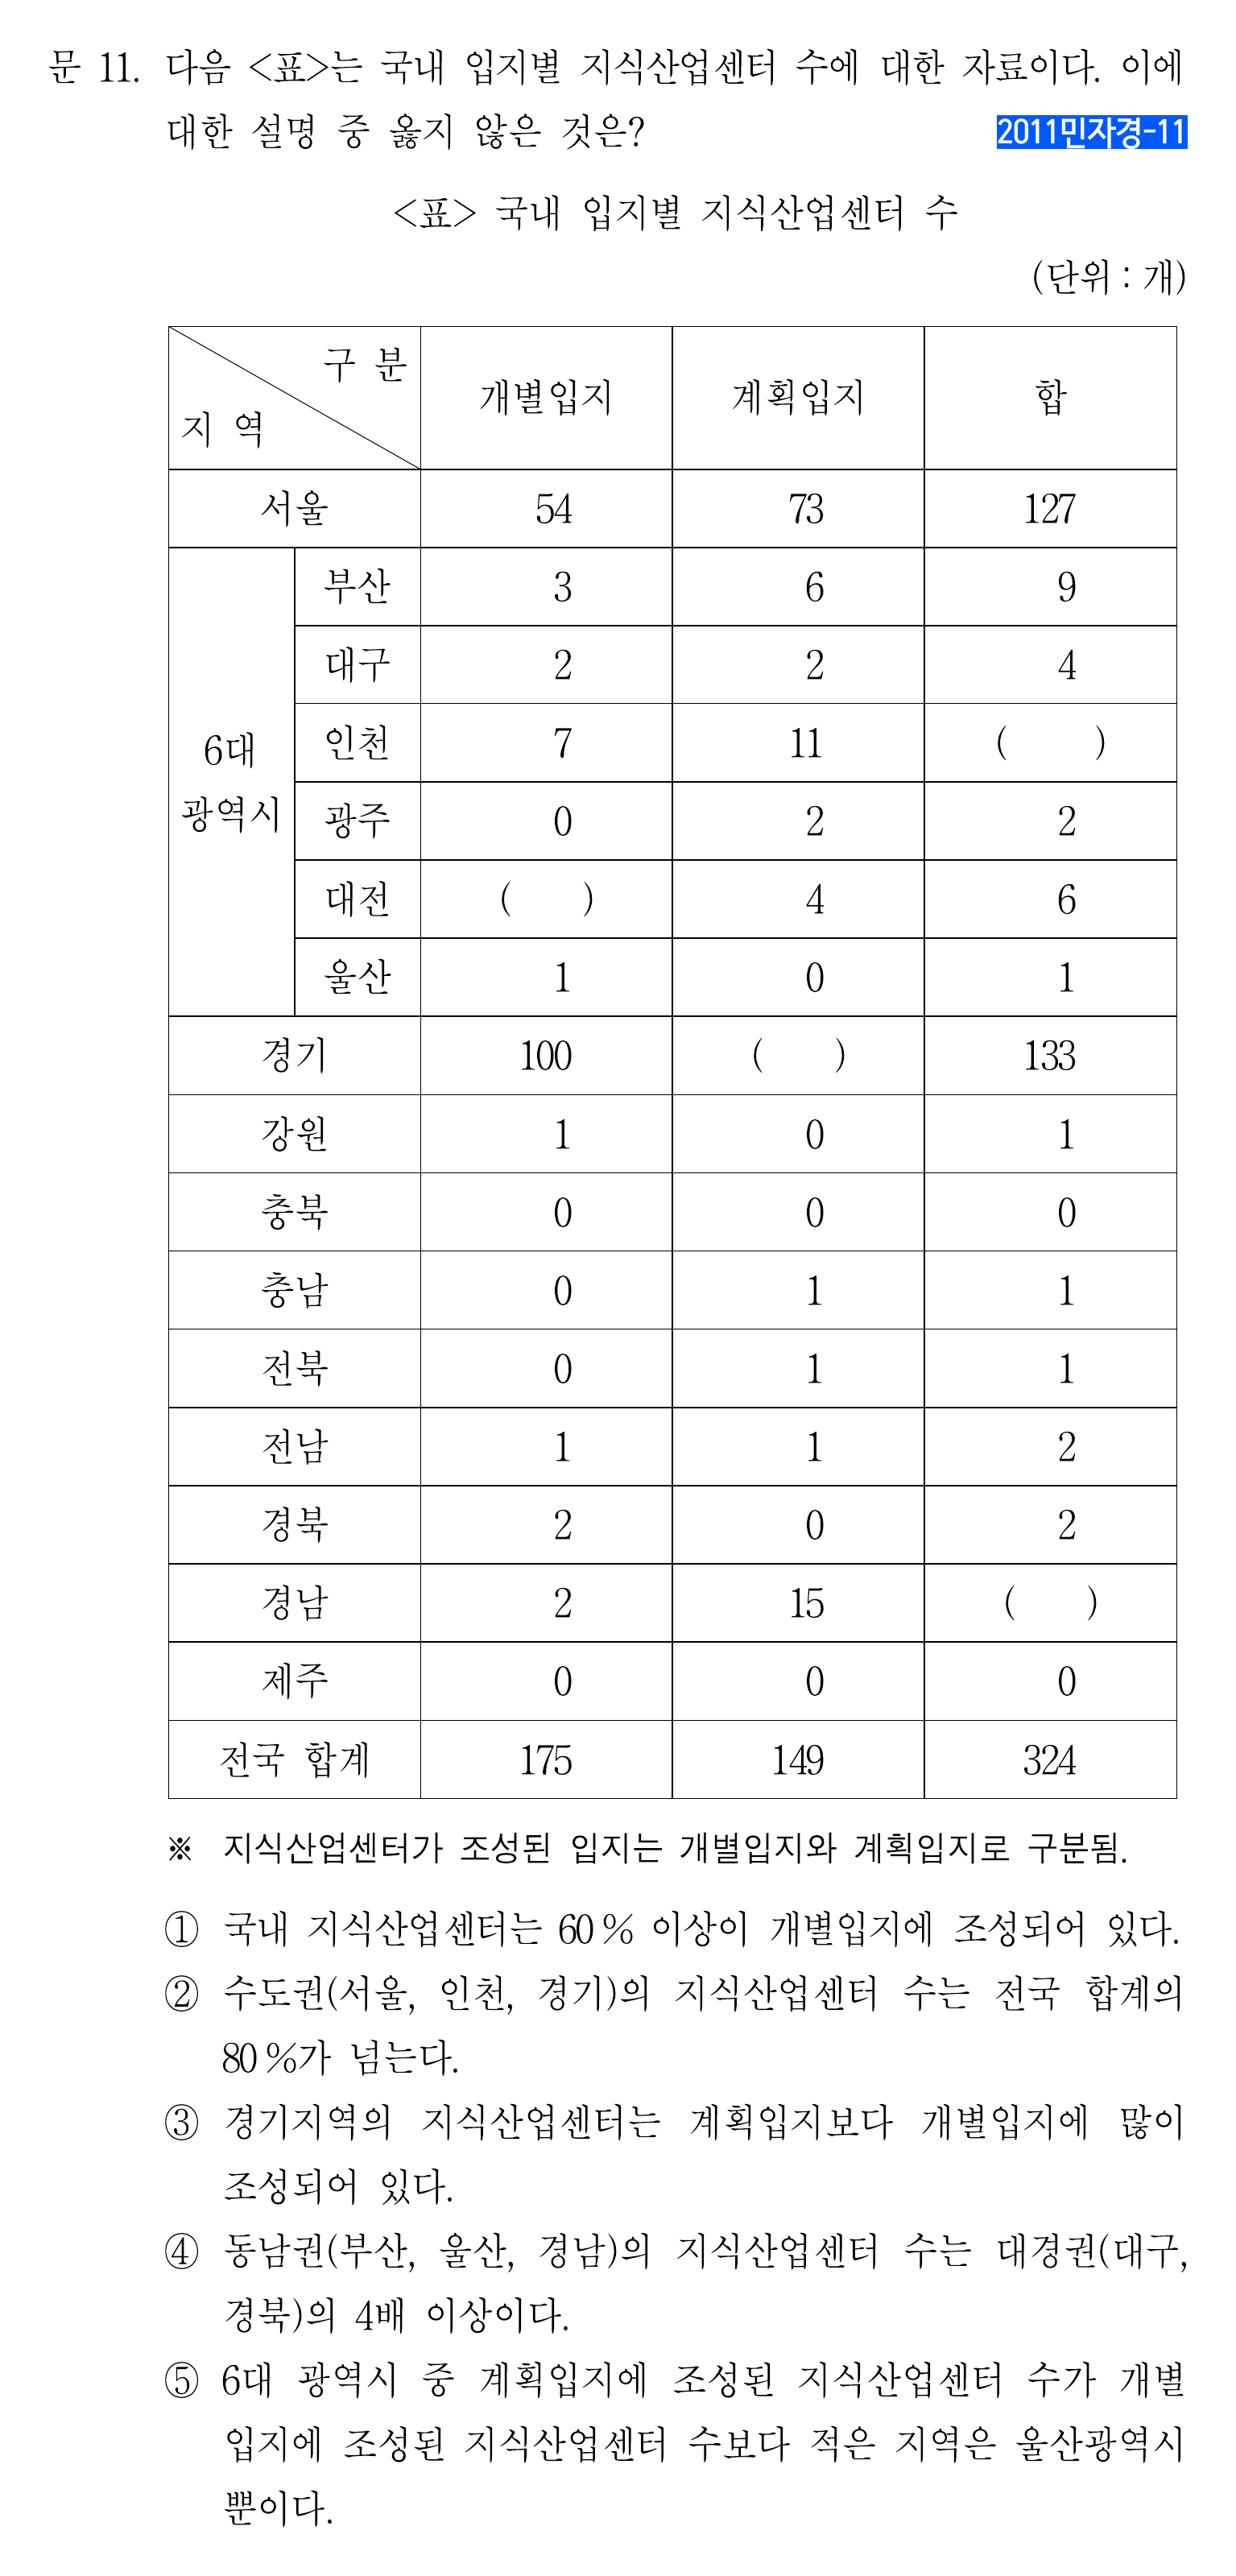 문 11. 다음 <표>는 국내 입지별 지식산업센터 수에 대한 자료이다. 이에
대한 설명 중 옳지 않은 것은?
2011민자경-11
<표> 국내 입지별 지식산업센터 수
(단위 : 개)
구 분
지 역
개별입지 계획입지 합
서울 54 73 127
6대
광역시
부산 3 6 9
대구 2 2 4
인천 7 11 ( )
광주 0 2 2
대전 ( ) 4 6
울산 1 0 1
경기 100 ( ) 133
강원 1 0 1
충북 0 0 0
충남 0 1 1
전북 0 1 1
전남 1 1 2
경북 2 0 2
경남 2 15 ( )
제주 0 0 0
전국 합계 175 149 324
※ 지식산업센터가 조성된 입지는 개별입지와 계획입지로 구분됨.
① 국내 지식산업센터는 60 % 이상이 개별입지에 조성되어 있다.
② 수도권(서울, 인천, 경기)의 지식산업센터 수는 전국 합계의
80 %가 넘는다.
③ 경기지역의 지식산업센터는 계획입지보다 개별입지에 많이
조성되어 있다.
④ 동남권(부산, 울산, 경남)의 지식산업센터 수는 대경권(대구,
경북)의 4배 이상이다.
⑤ 6대 광역시 중 계획입지에 조성된 지식산업센터 수가 개별
입지에 조성된 지식산업센터 수보다 적은 지역은 울산광역시
뿐이다.